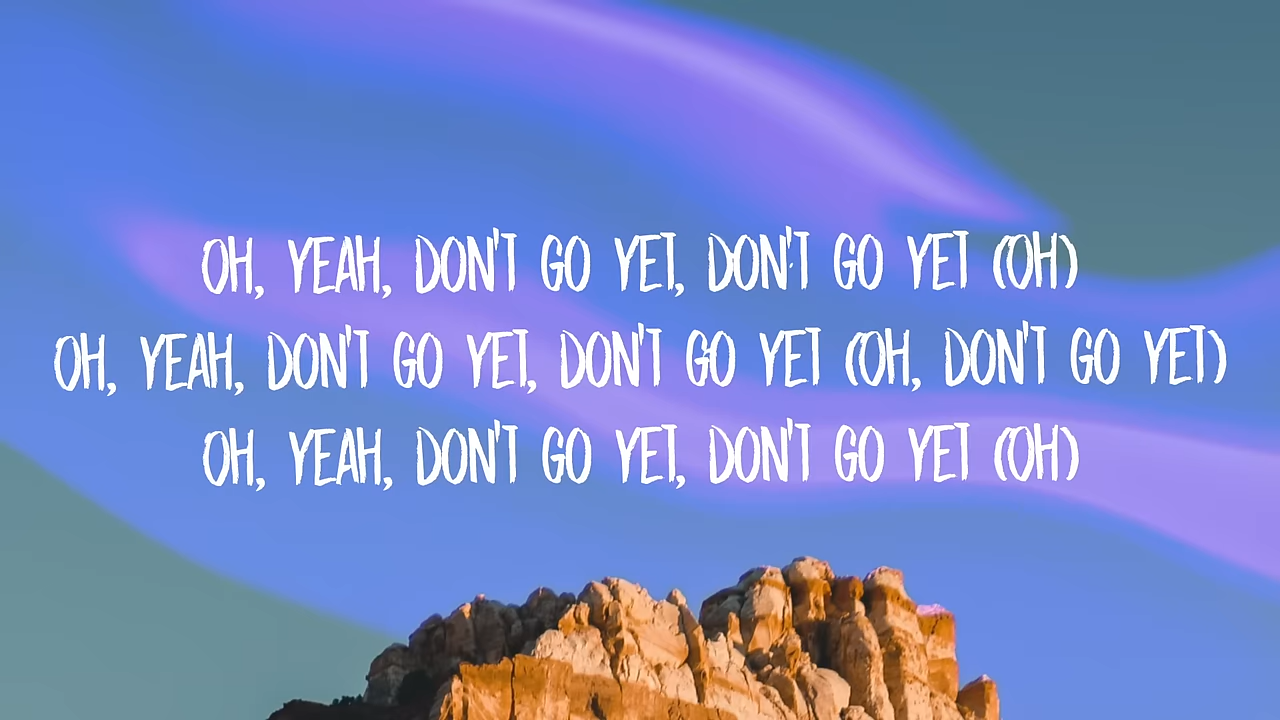 OH, YEAH, DON'T GO YET, DON'T GO YET (OH)
OH, YEAH, DON'T GO YET, DON'T GO YET (OH, DON'T GO YET)
OH, YEAH, DON'T GO YET, DON'T GO YET (OH)